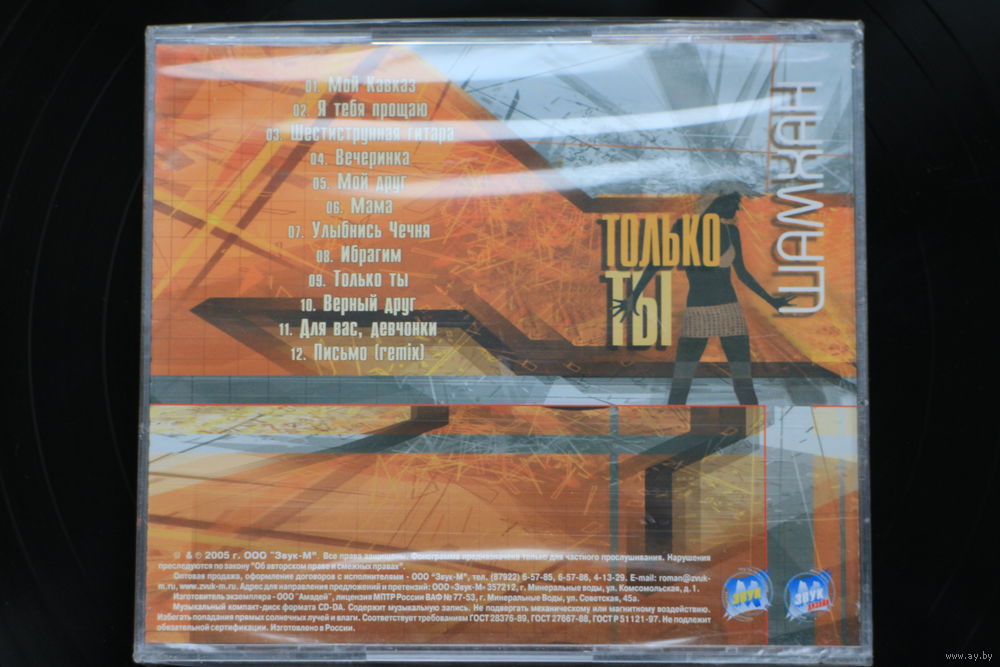 01. Мой Кавказ
02. Я тебя прощаю
03. Шестиструнная гитара
04. Вечеринка
05. Мой друг
06. Мама
07. Улыбнись Чечня
08. Ибрагим
09. Только ты
10. Верный друг
11. Для вас, девчонки
12. Письмо (remix)
ТОЛЬКО
ТЫ
℗ & © 2005 г. ООО "Звук-М". Все права защищены. Фонограмма предназначена только для частного прослушивания. Нарушения
преследуются по закону "Об авторском праве и смежных правах".
Оптовая продажа, оформление договоров с исполнителями - ООО "Звук-М", тел. (87922) 6-57-85, 6-57-86, 4-13-29. E-mail: roman@zvuk-
m.ru, www.zvuk-m.ru. Адрес для направления предложений и претензий: ООО «Звук-М» 357212, г. Минеральные воды, ул. Комсомольская, д. 1.
Изготовитель экземпляра - ООО "Амадей", лицензия МПТР России ВАФ № 77-53, г. Минеральные Воды, ул. Советская, 45а.
Музыкальный компакт-диск формата CD-DA. Содержит музыкальную запись. Не подвергать механическому или магнитному воздействию.
Избегать попадания прямых солнечных лучей и влаги. Соответствует требованиям ГОСТ 28376-89, ГОСТ 27667-88, ГОСТ Р 51121-97. Не подлежит
обязательной сертификации. Изготовлено в России.
ЗВУК
ЗВУК
www.ay.by